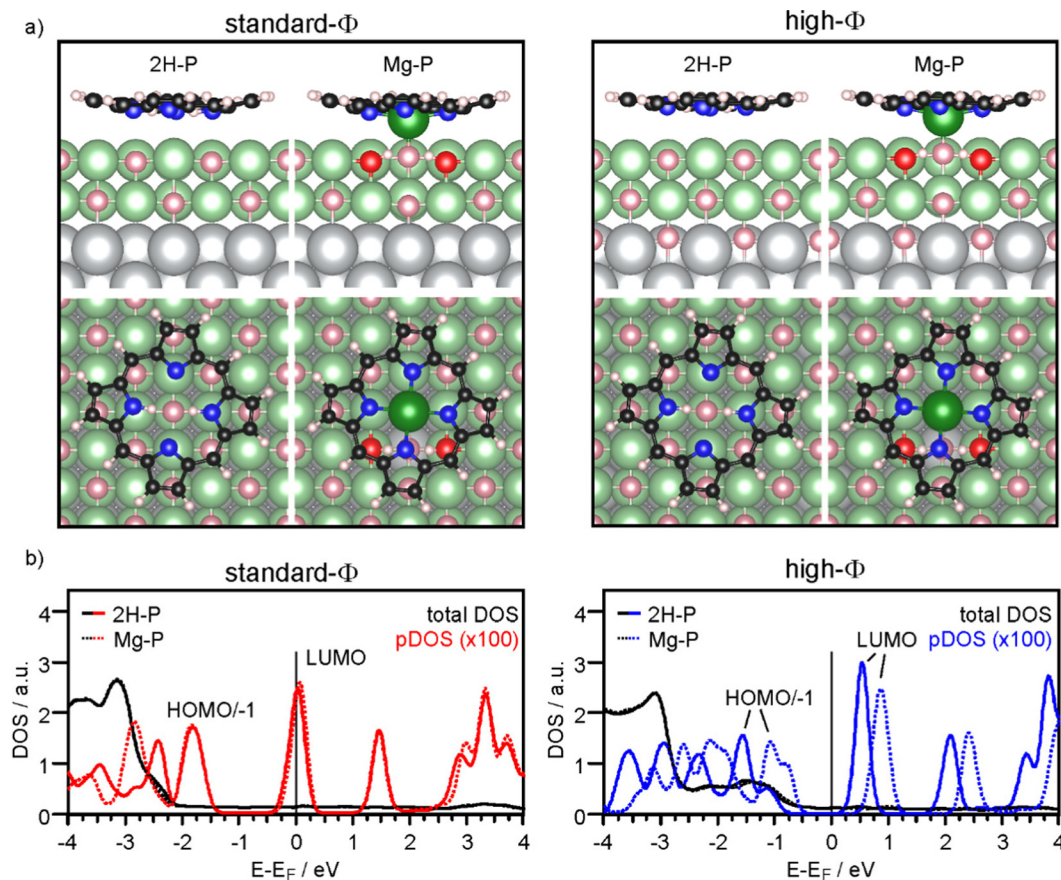 a)
standard-Φ
high-Φ
2H-P
Mg-P
2H-P
Mg-P
b)
standard-Φ
4
3
2
1
0
DOS / a.u.
2H-P
Mg-P
total DOS
pDOS (x100)
LUMO
HOMO/-1
-4 -3 -2 -1 0 1 2 3 4
E-E_F / eV
high-Φ
4
3
2
1
0
DOS / a.u.
2H-P
Mg-P
total DOS
pDOS (x100)
LUMO
HOMO/-1
-4 -3 -2 -1 0 1 2 3 4
E-E_F / eV